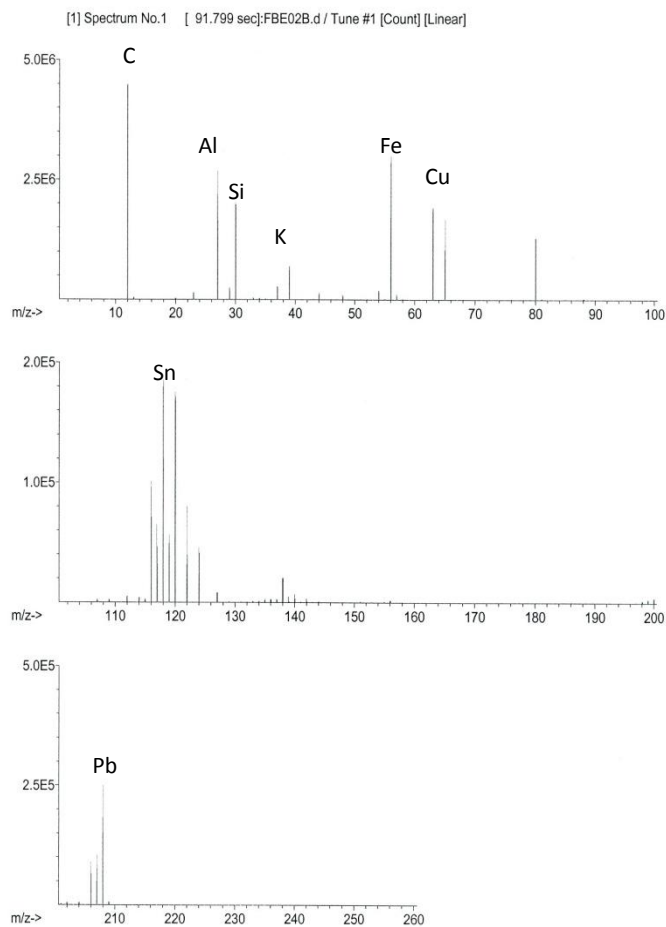 [1] Spectrum No.1 [ 91.799 sec]:FBE02B.d / Tune #1 [Count] [Linear]
5.0E6
C
Al
Fe
2.5E6
Si
Cu
K
m/z->
10 20 30 40 50 60 70 80 90 100
2.0E5
Sn
1.0E5
m/z->
110 120 130 140 150 160 170 180 190 200
5.0E5
Pb
2.5E5
m/z->
210 220 230 240 250 260